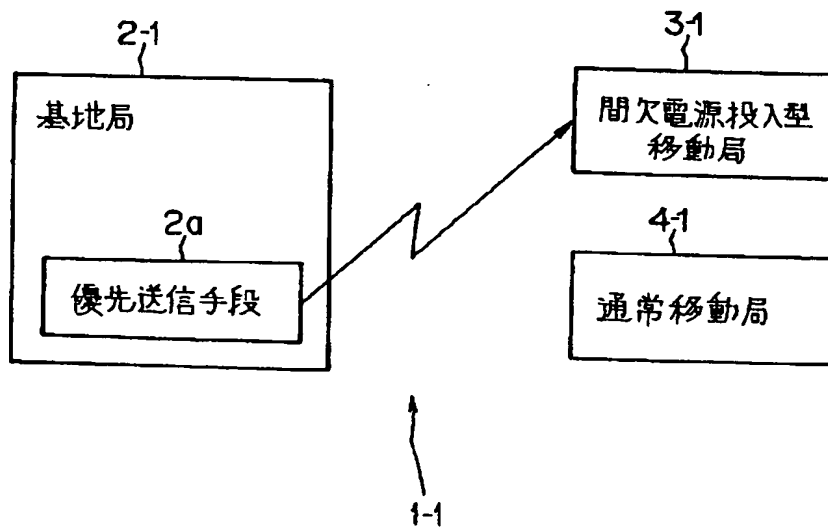 2-1
基地局
2a
優先送信手段
3-1
間欠電源投入型
移動局
4-1
通常移動局
1-1